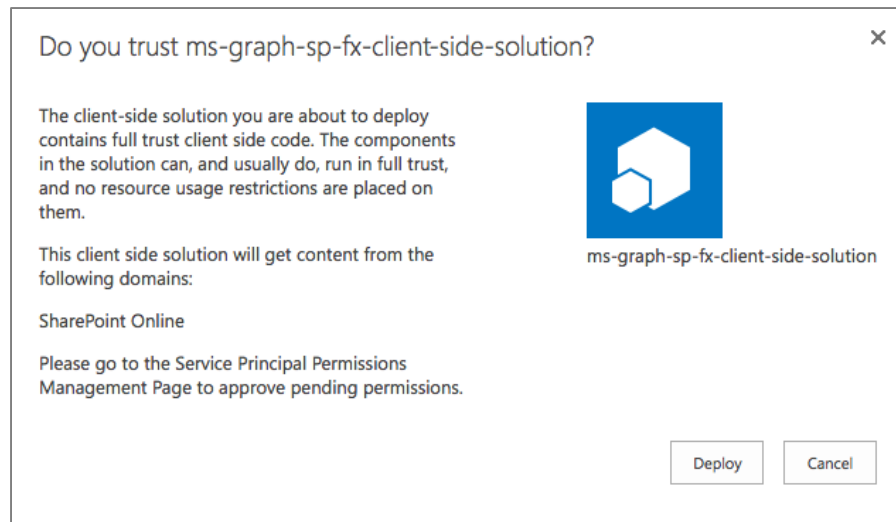 Do you trust ms-graph-sp-fx-client-side-solution?
The client-side solution you are about to deploy
contains full trust client side code. The components
in the solution can, and usually do, run in full trust,
and no resource usage restrictions are placed on
them.
This client side solution will get content from the
following domains:
SharePoint Online
Please go to the Service Principal Permissions
Management Page to approve pending permissions.
ms-graph-sp-fx-client-side-solution
Deploy
Cancel